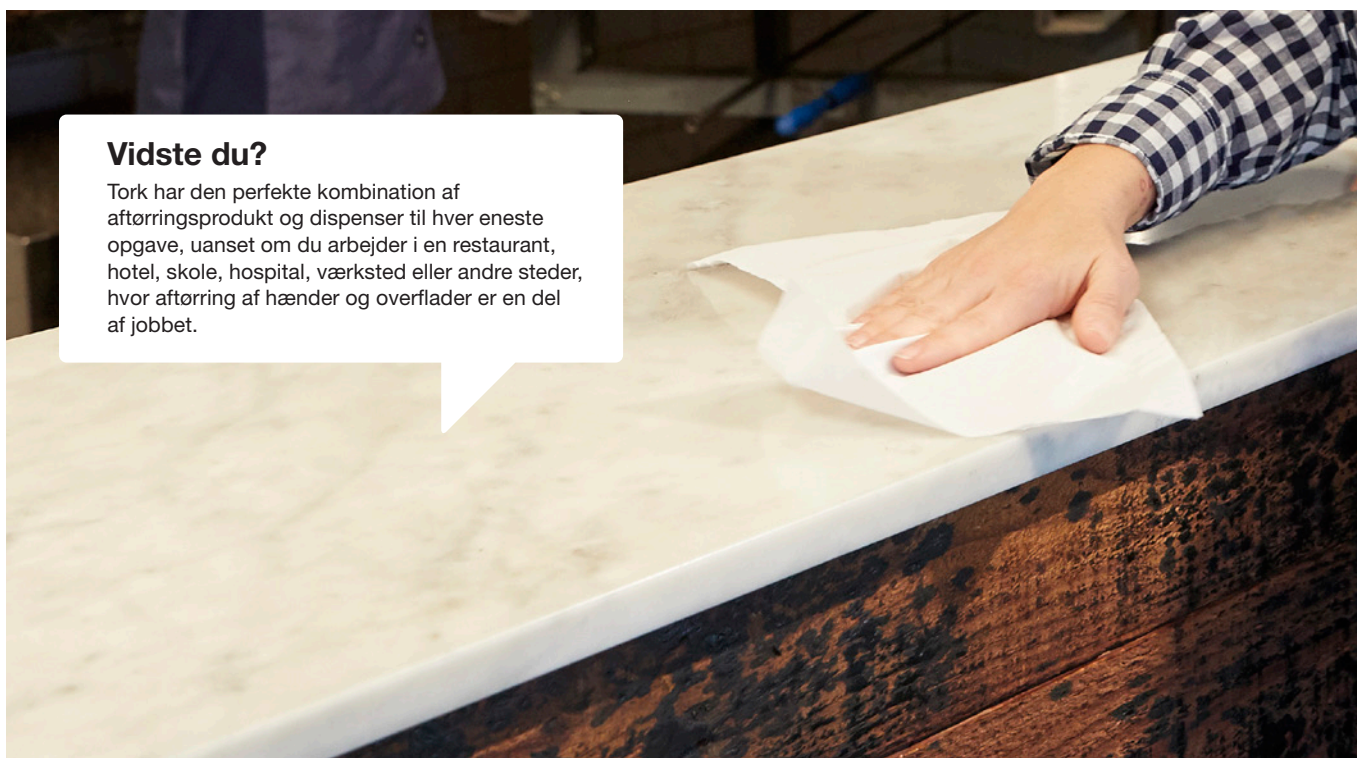 Vidste du?
Tork har den perfekte kombination af
aftørringsprodukt og dispenser til hver eneste
opgave, uanset om du arbejder i en restaurant,
hotel, skole, hospital, værksted eller andre steder,
hvor aftørring af hænder og overflader er en del
af jobbet.